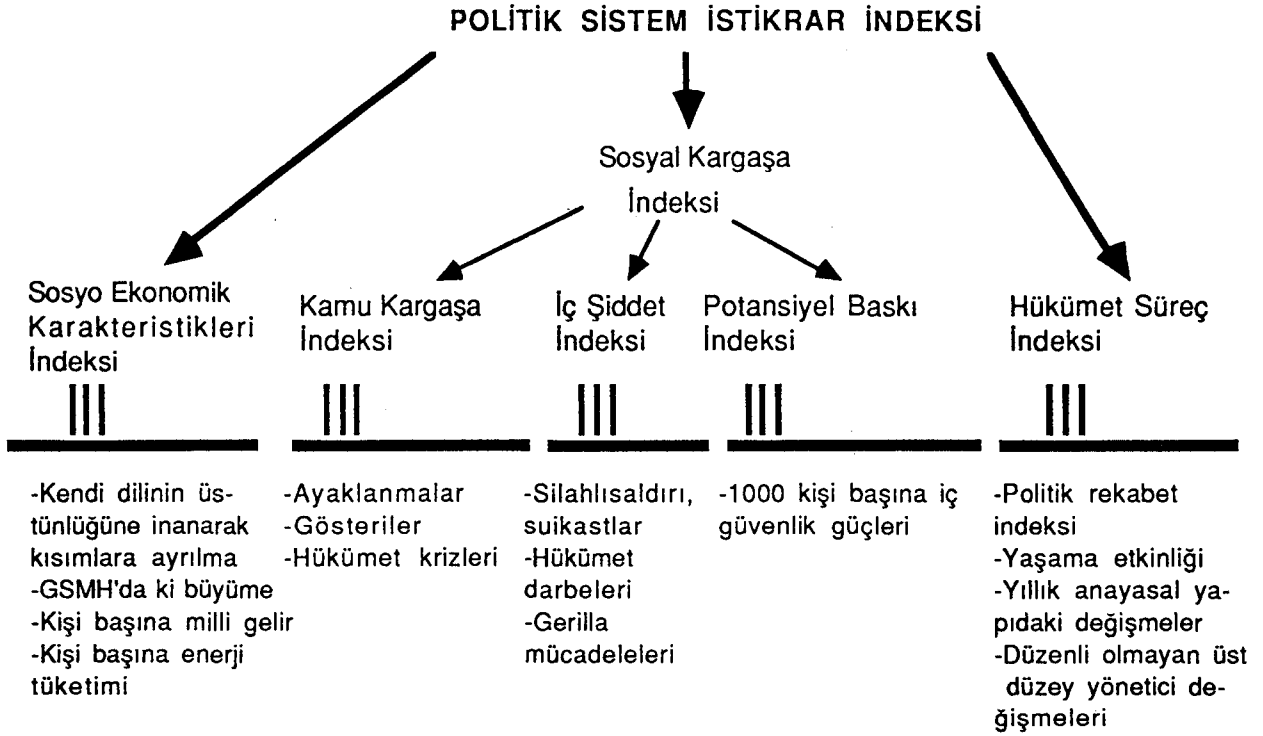 POLİTİK SİSTEM İSTİKRAR İNDEKSİ
Sosyal Kargaşa
İndeksi
Sosyo Ekonomik
Karakteristikleri
İndeksi
Kamu Kargaşa
İndeksi
İç Şiddet
İndeksi
Potansiyel Baskı
İndeksi
Hükümet Süreç
İndeksi
-Kendi dilinin üs-
tünlüğüne inanarak
kısımlara ayrılma
-GSMH'da ki büyüme
-Kişi başına milli gelir
-Kişi başına enerji
tüketimi
-Ayaklanmalar
-Gösteriler
-Hükümet krizleri
-Silahlısaldırı,
suikastlar
-Hükümet
darbeleri
-Gerilla
mücadeleleri
-1000 kişi başına iç
güvenlik güçleri
-Politik rekabet
indeksi
-Yaşama etkinliği
-Yıllık anayasal ya-
pıdaki değişmeler
-Düzenli olmayan üst
düzey yönetici de-
ğişmeleri